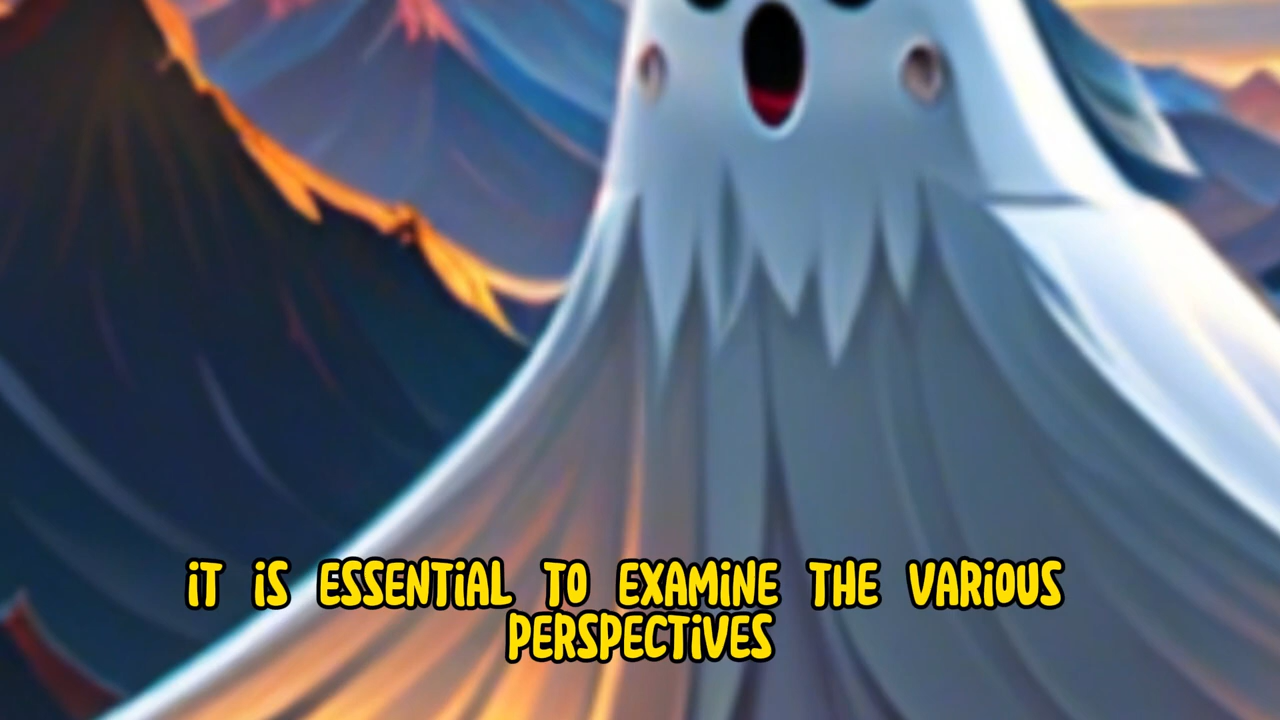 iT iS ESSENTiAL TO EXAMiNE THE VARiOUS
PERSPECTiVES